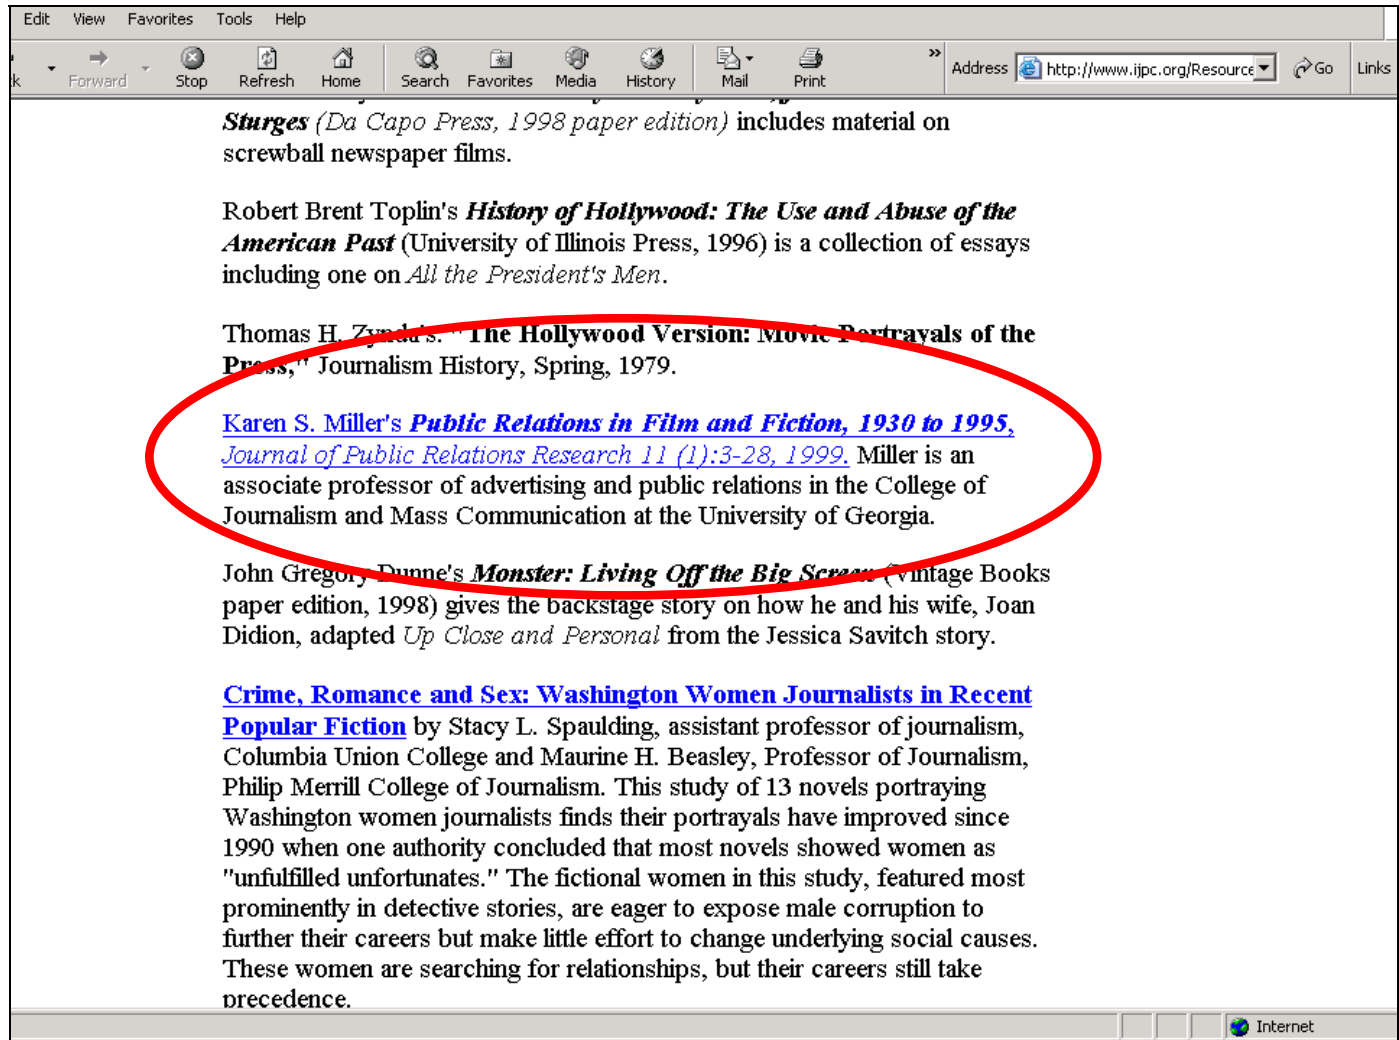 Edit View Favorites Tools Help
Forward Stop Refresh Home Search Favorites Media History Mail Print » Address http://www.ijpc.org/Resource Go Links
Sturges (Da Capo Press, 1998 paper edition) includes material on
screwball newspaper films.
Robert Brent Toplin's History of Hollywood: The Use and Abuse of the
American Past (University of Illinois Press, 1996) is a collection of essays
including one on All the President's Men.
Thomas H. Zynda's. "The Hollywood Version: Movie Portrayals of the
Press," Journalism History, Spring, 1979.
Karen S. Miller's Public Relations in Film and Fiction, 1930 to 1995,
Journal of Public Relations Research 11 (1):3-28, 1999. Miller is an
associate professor of advertising and public relations in the College of
Journalism and Mass Communication at the University of Georgia.
John Gregory Dunne's Monster: Living Off the Big Screen (Vintage Books
paper edition, 1998) gives the backstage story on how he and his wife, Joan
Didion, adapted Up Close and Personal from the Jessica Savitch story.
Crime, Romance and Sex: Washington Women Journalists in Recent
Popular Fiction by Stacy L. Spaulding, assistant professor of journalism,
Columbia Union College and Maurine H. Beasley, Professor of Journalism,
Philip Merrill College of Journalism. This study of 13 novels portraying
Washington women journalists finds their portrayals have improved since
1990 when one authority concluded that most novels showed women as
"unfulfilled unfortunates." The fictional women in this study, featured most
prominently in detective stories, are eager to expose male corruption to
further their careers but make little effort to change underlying social causes.
These women are searching for relationships, but their careers still take
precedence.
Internet